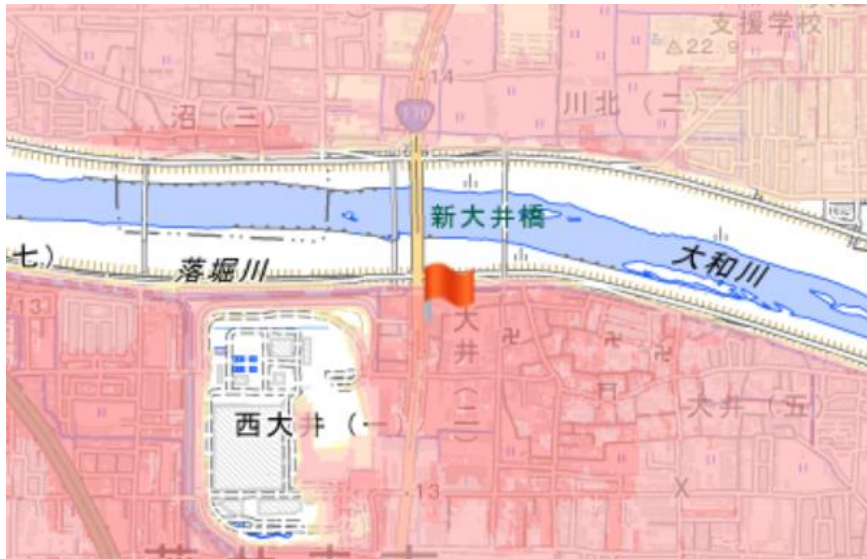 支援学校
22.9
14
沼(三)
川北(二)
170
新大井橋
七)
落堀川
大和川
13
大井(二)
西大井(一)
大井(五)
13